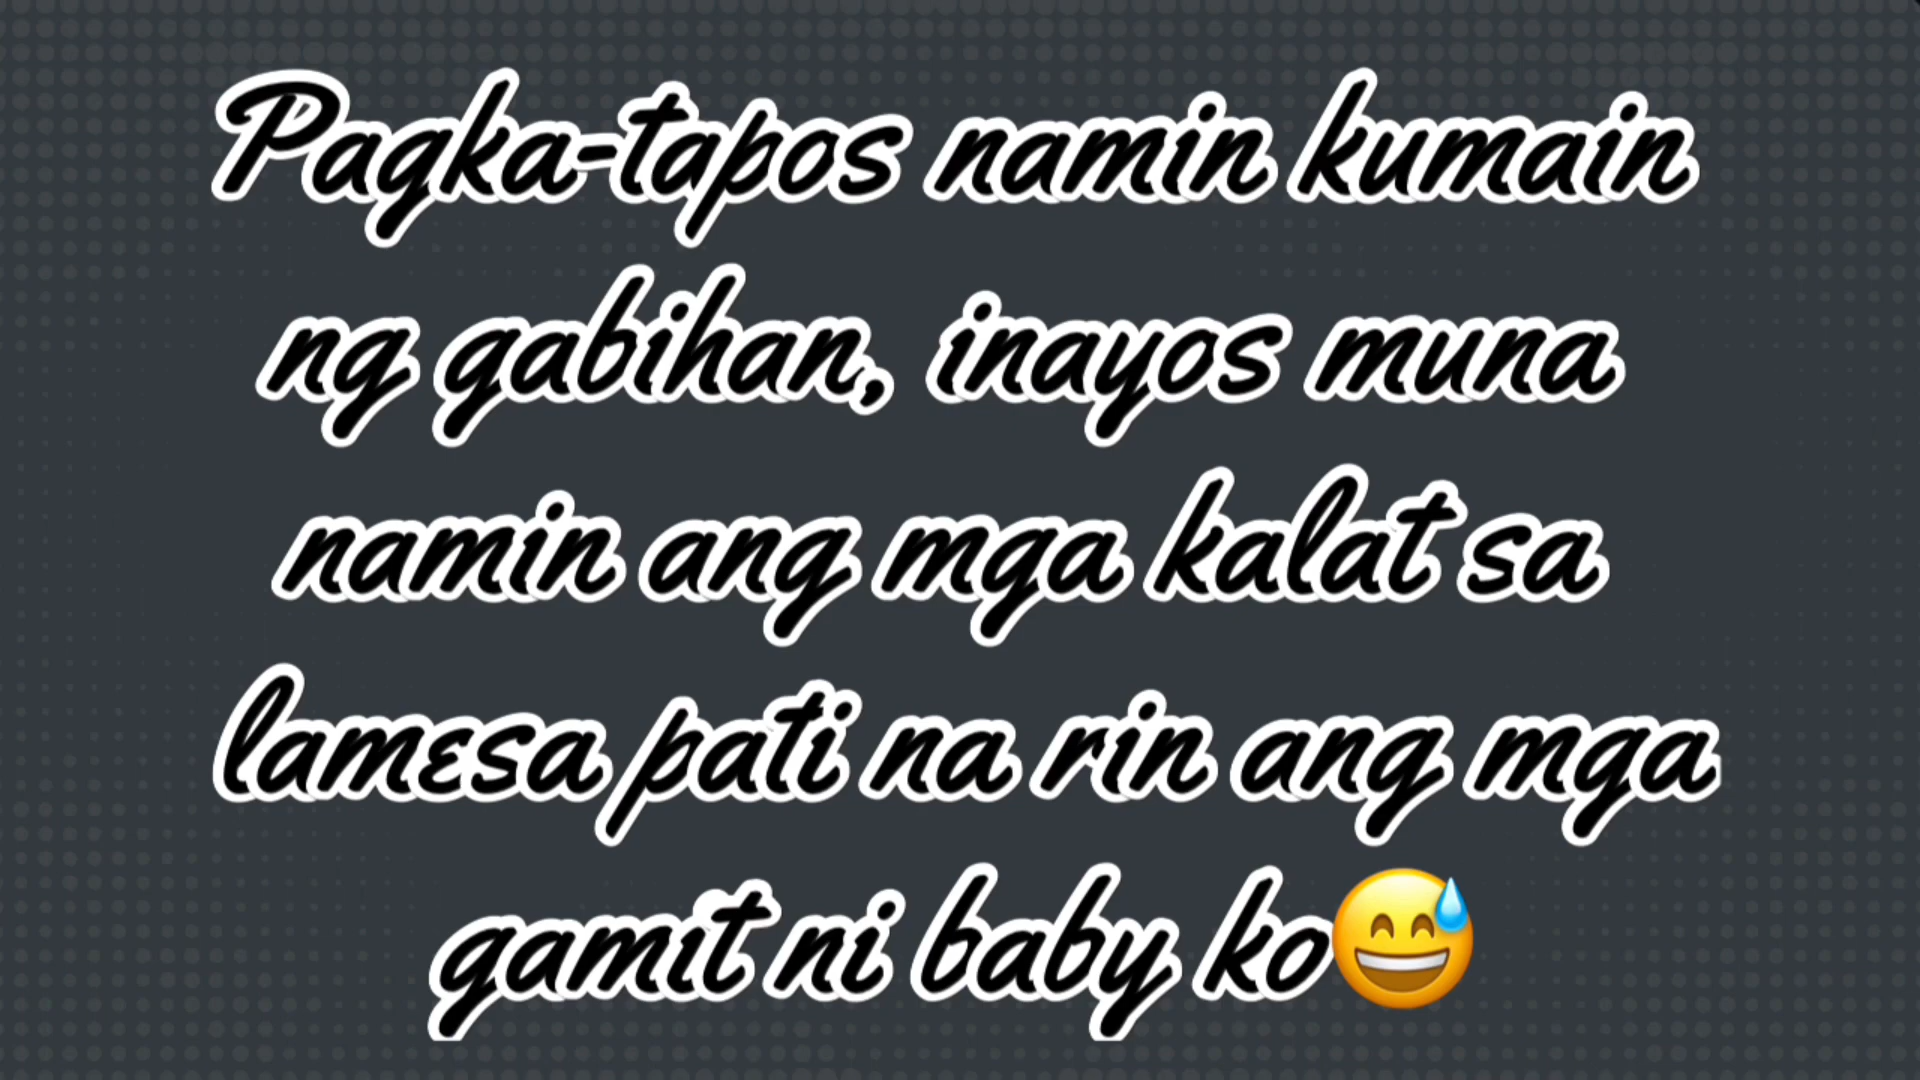 Pagka-tapos namin kumain
ng gabihan, inayos muna
namin ang mga kalat sa
lamesa pati na rin ang mga
gamit ni baby ko😅